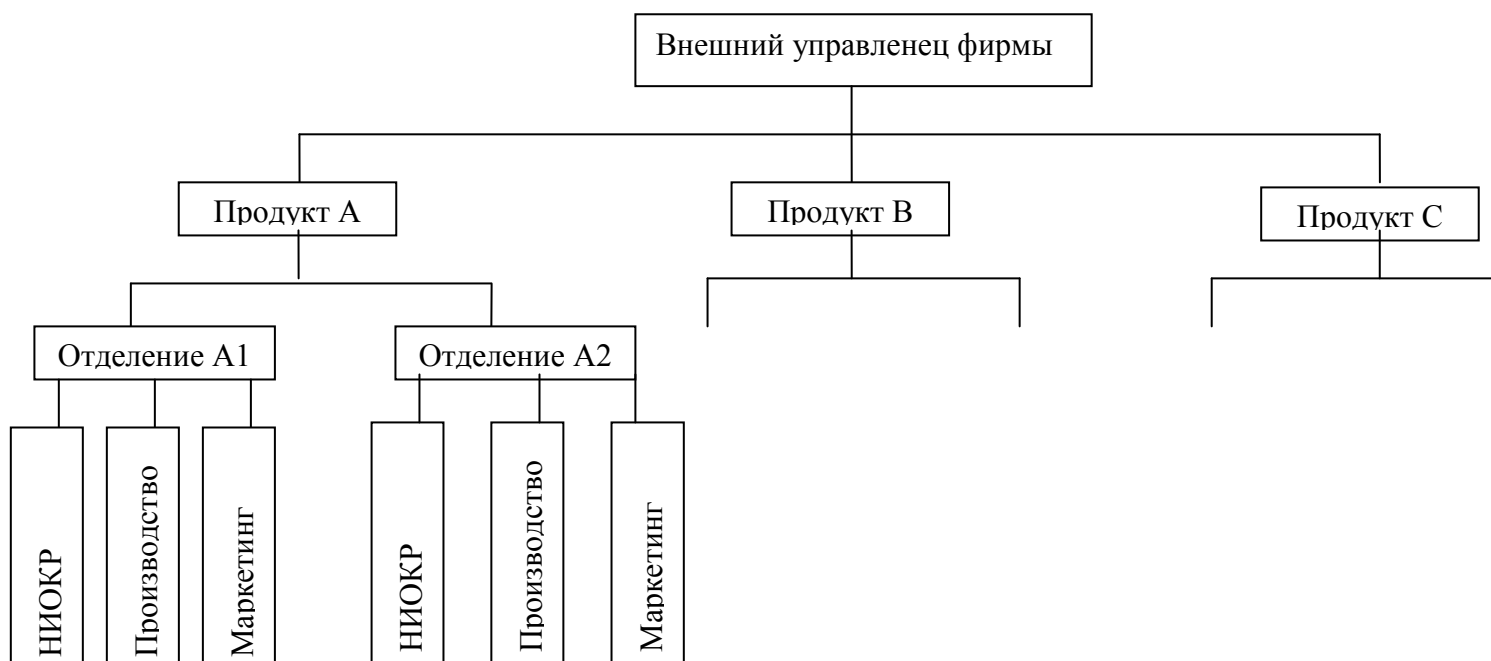 Внешний управленец фирмы
Продукт А
Продукт В
Продукт С
Отделение А1
Отделение А2
НИОКР
Производство
Маркетинг
НИОКР
Производство
Маркетинг